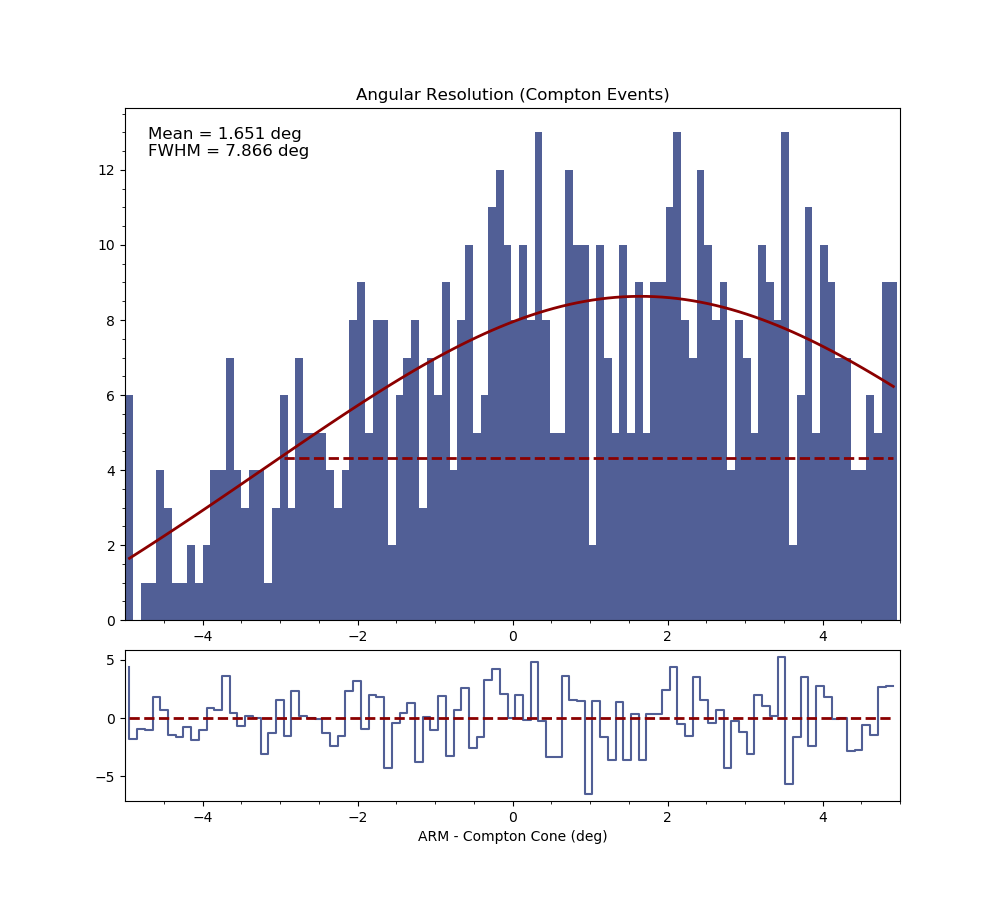 Angular Resolution (Compton Events)
Mean = 1.651 deg
FWHM = 7.866 deg
12
10
8
6
4
2
0
−4 −2 0 2 4
5
0
−5
−4 −2 0 2 4
ARM - Compton Cone (deg)